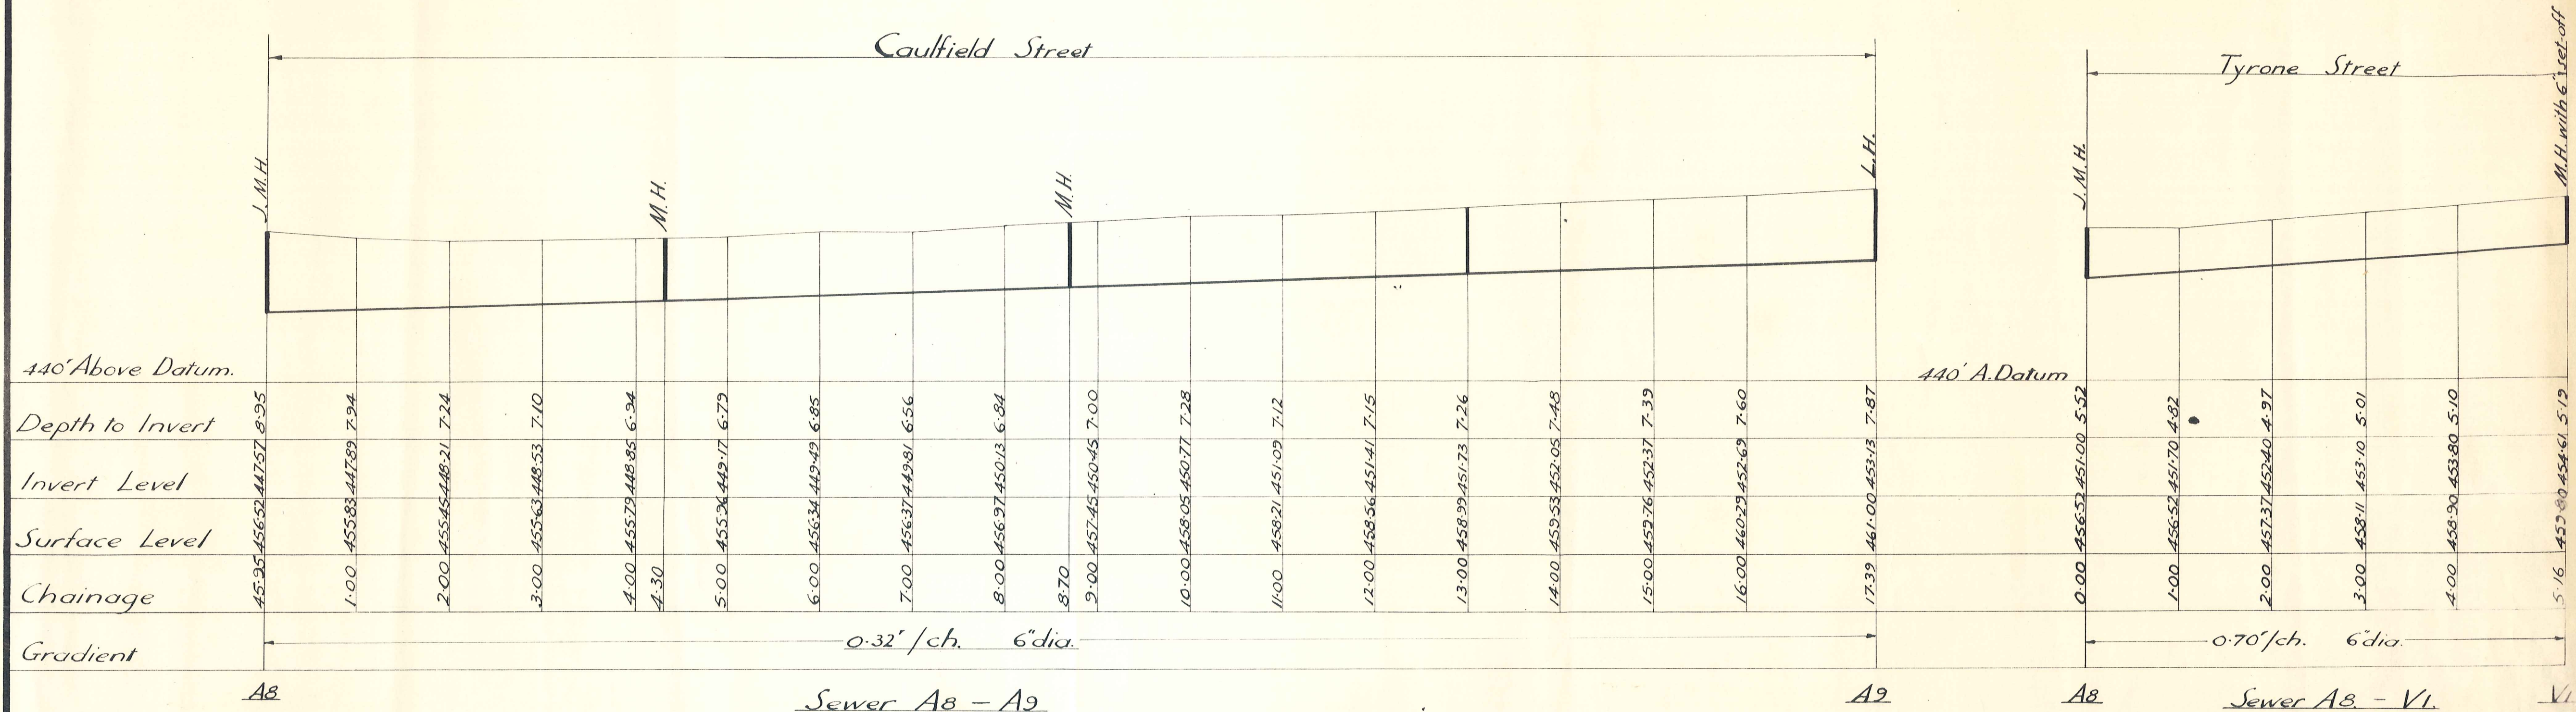 Caulfield Street
Tyrone Street
J.M.H.
M.H.
M.H.
L.H.
J.M.H.
M.H. with 6" set-off
440' Above Datum.
440' A.Datum
Depth to Invert 8·95 7·94 7·24 7·10 6·94 6·79 6·85 6·56 6·84 7·00 7·28 7·12 7·15 7·26 7·48 7·39 7·60 7·87 5·52 4·82 4·97 5·01 5·10 5·19
Invert Level 447·57 447·89 448·21 448·53 448·85 449·17 449·49 449·81 450·13 450·45 450·77 451·09 451·41 451·73 452·05 452·37 452·69 453·13 451·00 451·70 452·40 453·10 453·80 454·61
Surface Level 456·52 455·83 455·45 455·63 455·79 455·96 456·34 456·37 456·97 457·45 458·05 458·21 458·56 458·99 459·53 459·76 460·29 461·00 456·52 456·52 457·37 458·11 458·90 459·80
Chainage 45·95 1·00 2·00 3·00 4·00 4·30 5·00 6·00 7·00 8·00 8·70 9·00 10·00 11·00 12·00 13·00 14·00 15·00 16·00 17·39 0·00 1·00 2·00 3·00 4·00 5·16
Gradient 0·32'/ch. 6"dia. 0·70'/ch. 6"dia.
A8 Sewer A8 – A9 A9 A8 Sewer A8 – V1. V1